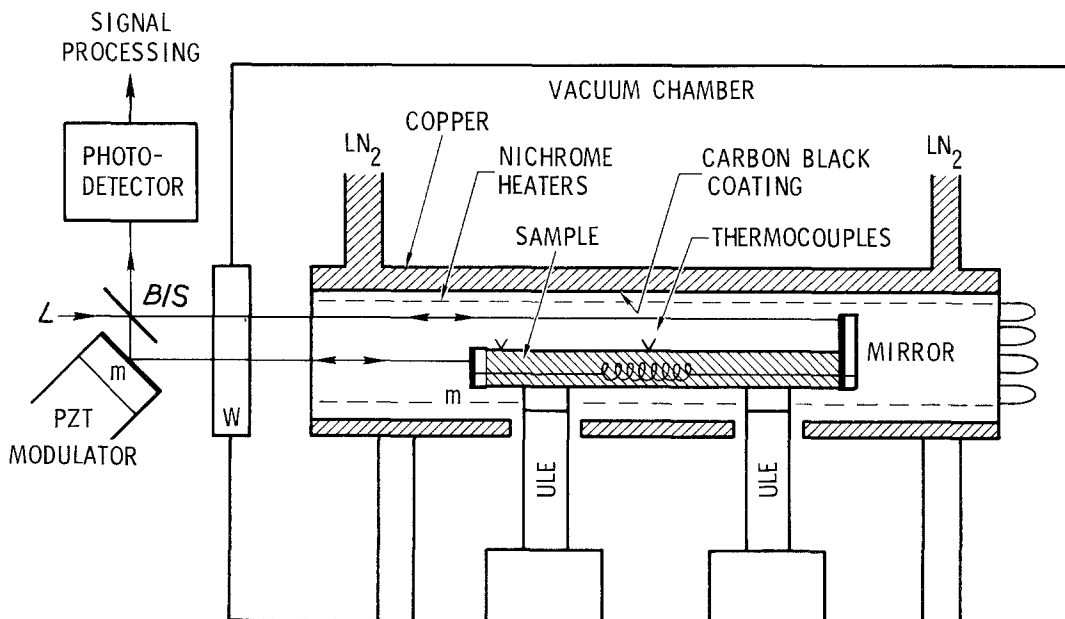 SIGNAL
PROCESSING
VACUUM CHAMBER
COPPER
PHOTO-
DETECTOR
LN2
NICHROME
HEATERS
CARBON BLACK
COATING
LN2
SAMPLE
THERMOCOUPLES
L
B/S
MIRROR
m
m
W
PZT
MODULATOR
ULE
ULE